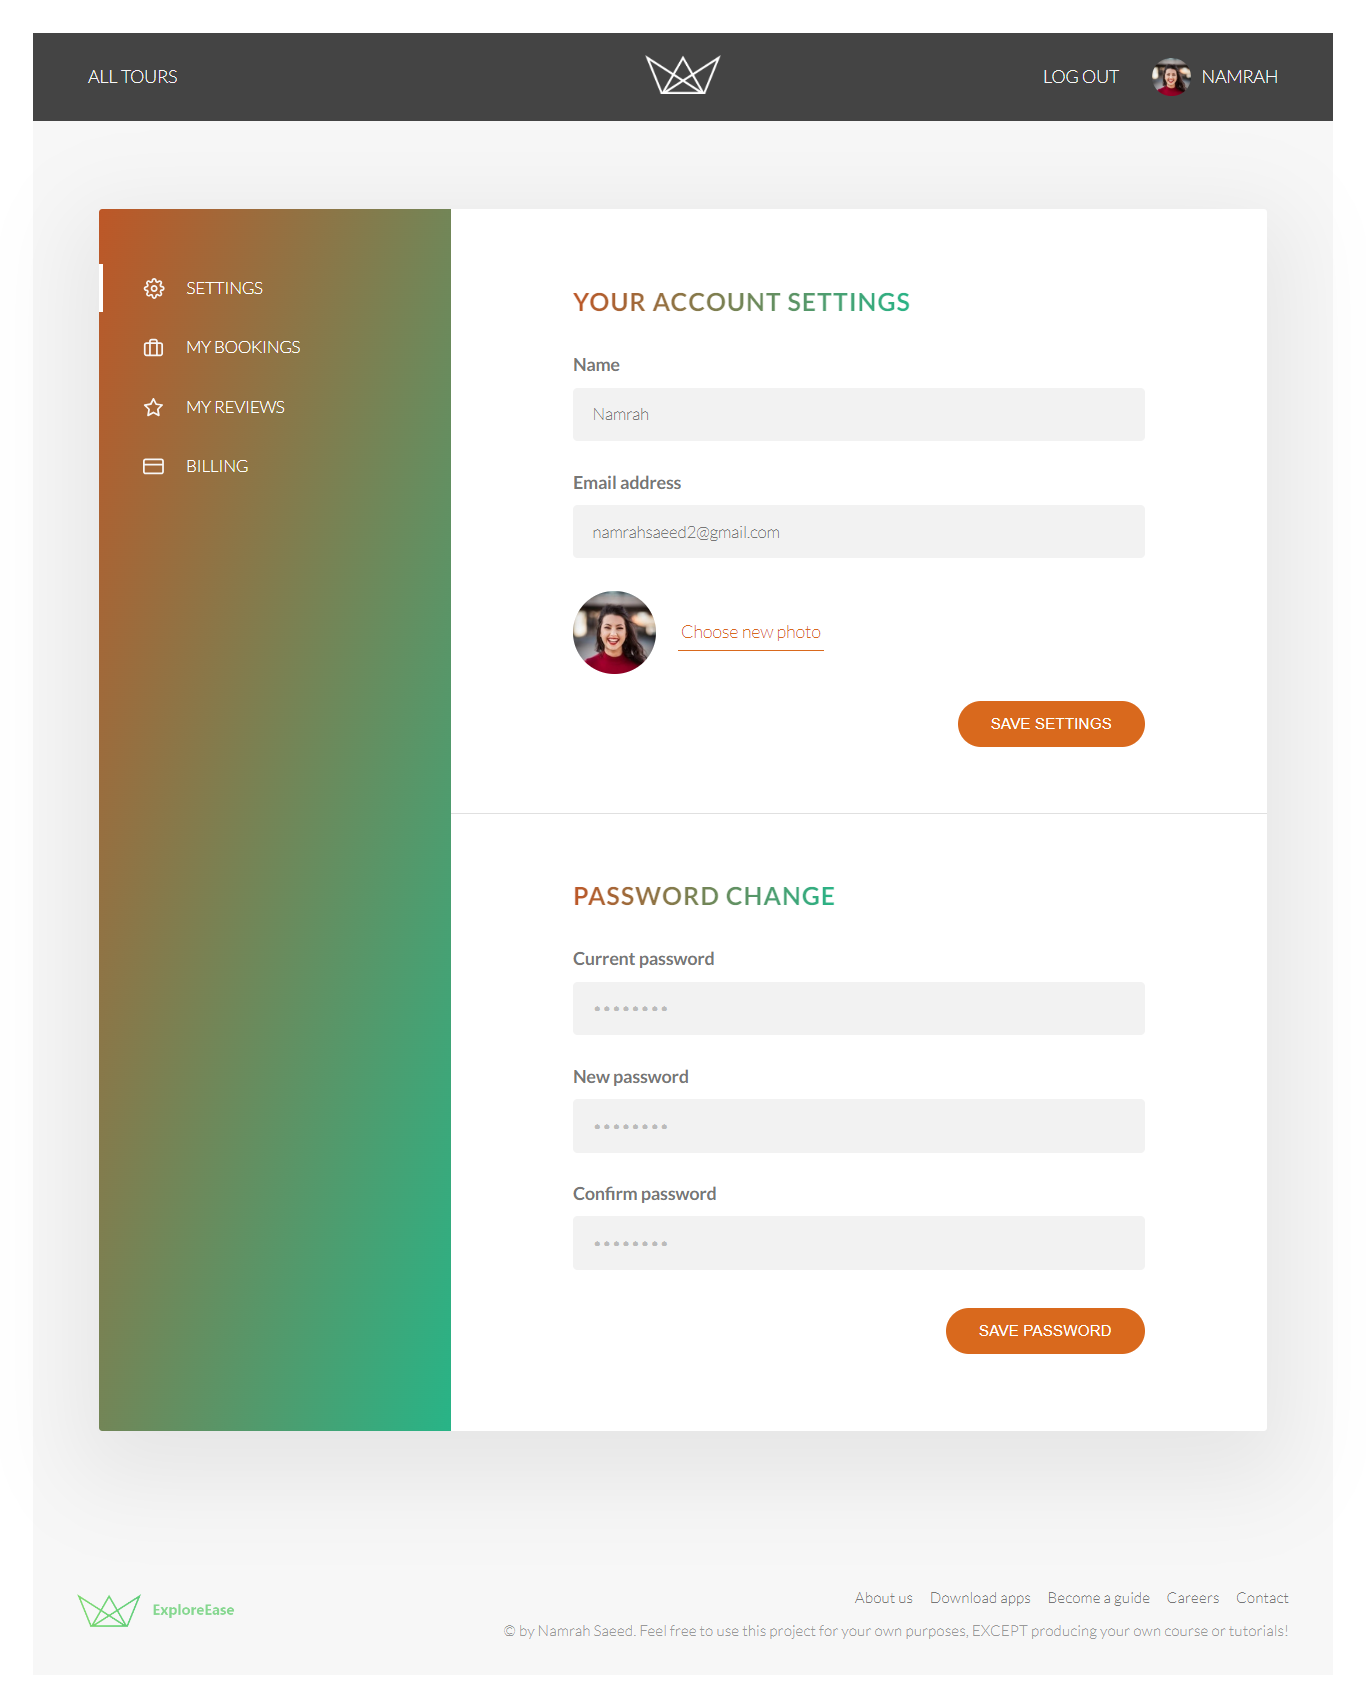 ALL TOURS
LOG OUT
NAMRAH
SETTINGS
MY BOOKINGS
MY REVIEWS
BILLING
YOUR ACCOUNT SETTINGS
Name
Namrah
Email address
namrahsaeed2@gmail.com
Choose new photo
SAVE SETTINGS
PASSWORD CHANGE
Current password
••••••••
New password
••••••••
Confirm password
••••••••
SAVE PASSWORD
ExploreEase
About us Download apps Become a guide Careers Contact
© by Namrah Saeed. Feel free to use this project for your own purposes, EXCEPT producing your own course or tutorials!